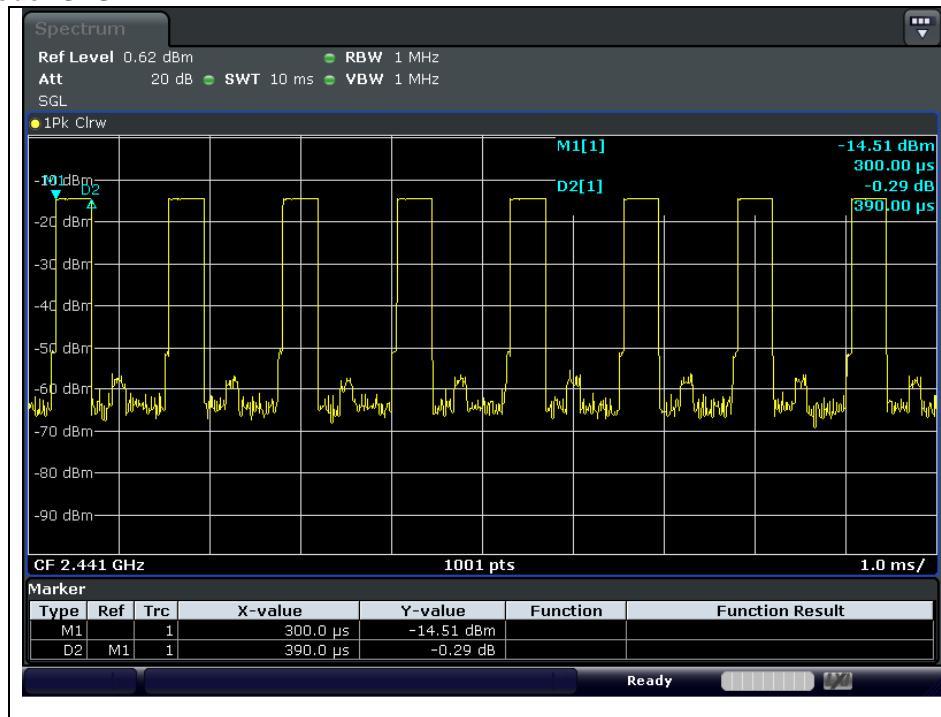 Spectrum
Ref Level 0.62 dBm RBW 1 MHz
Att 20 dB SWT 10 ms VBW 1 MHz
SGL
1Pk Clrw
M1[1] -14.51 dBm
300.00 µs
D2[1] -0.29 dB
390.00 µs
M1
D2
-10 dBm
-20 dBm
-30 dBm
-40 dBm
-50 dBm
-60 dBm
-70 dBm
-80 dBm
-90 dBm
CF 2.441 GHz 1001 pts 1.0 ms/
Marker
Type Ref Trc X-value Y-value Function Function Result
M1 1 300.0 µs -14.51 dBm
D2 M1 1 390.0 µs -0.29 dB
Ready